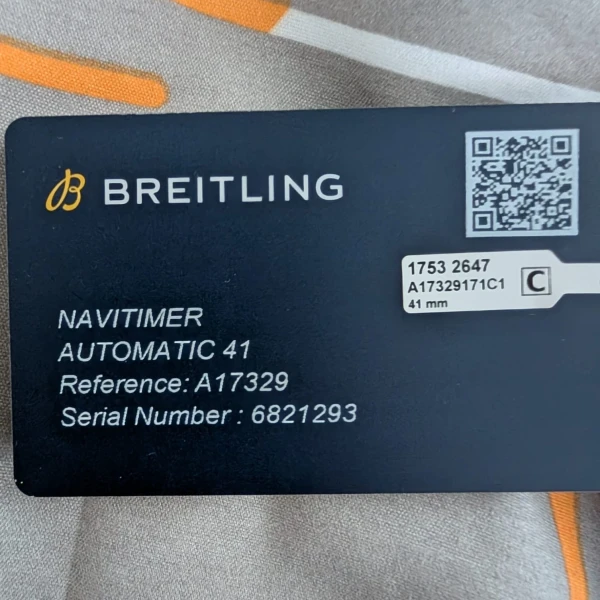 BREITLING
1753 2647
A17329171C1
C
41 mm
NAVITIMER
AUTOMATIC 41
Reference: A17329
Serial Number : 6821293